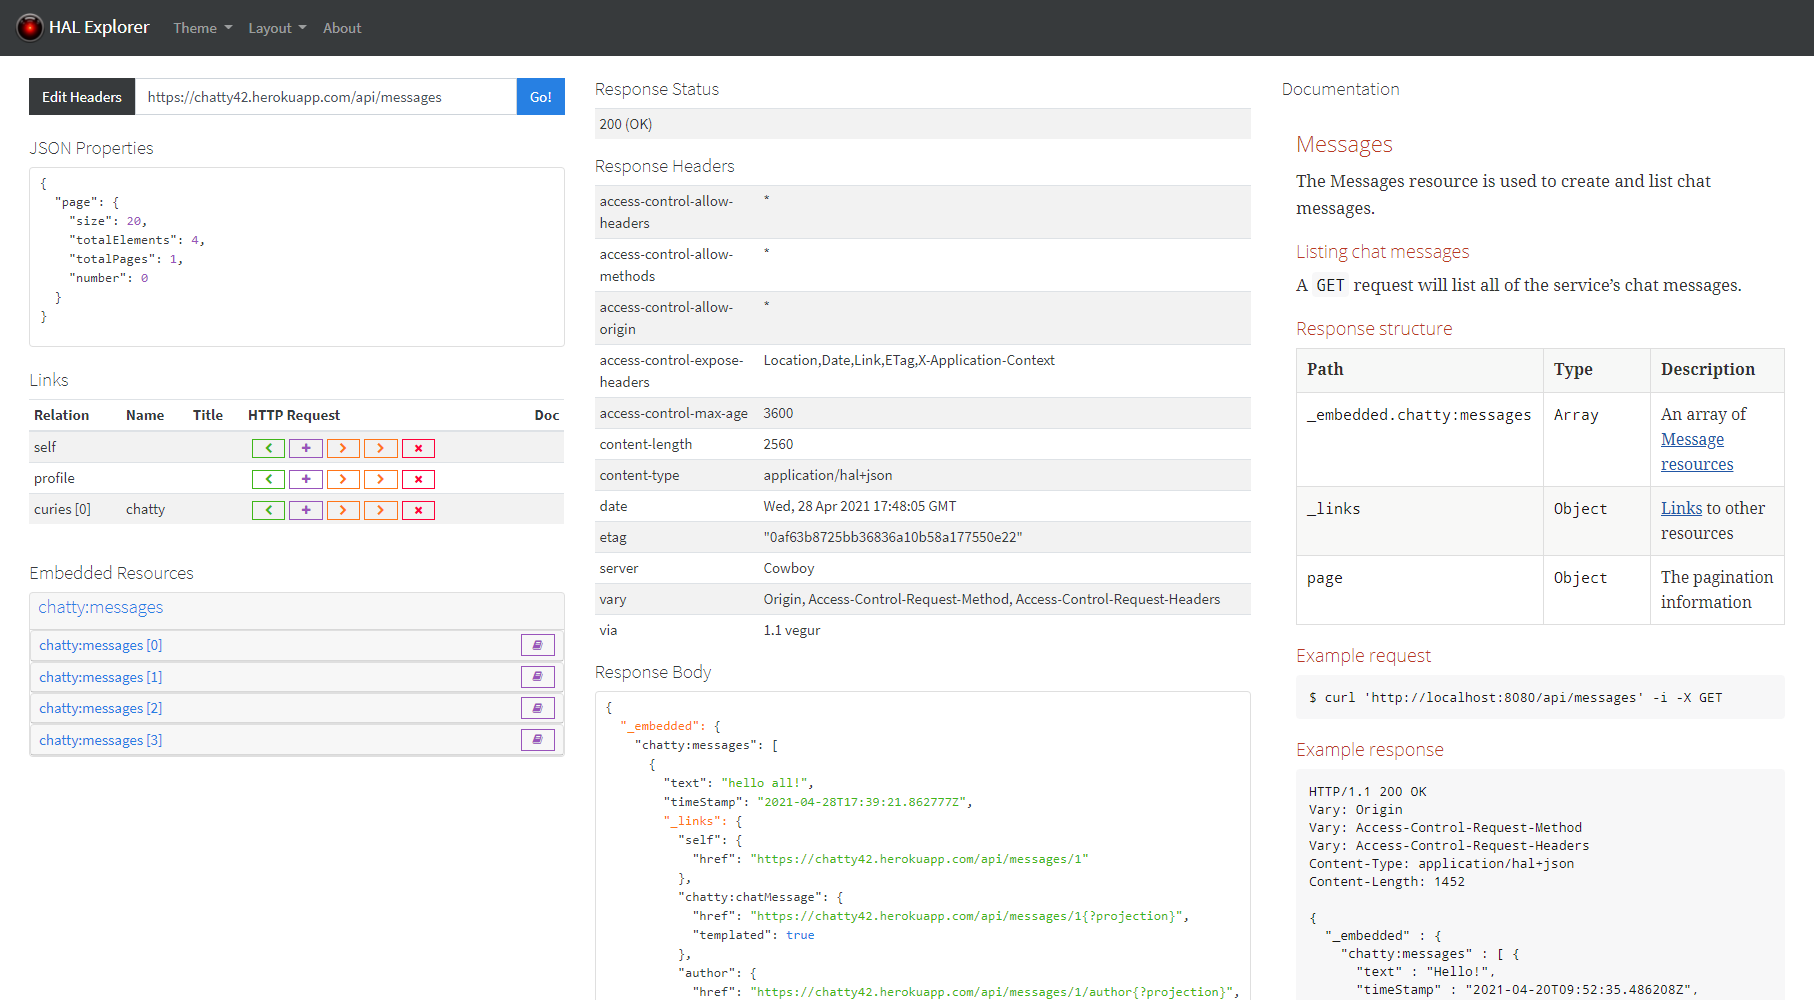 HAL Explorer Theme Layout About
Edit Headers https://chatty42.herokuapp.com/api/messages Go!
JSON Properties
{
"page": {
"size": 20,
"totalElements": 4,
"totalPages": 1,
"number": 0
}
}
Links
Relation Name Title HTTP Request Doc
self
profile
curies [0] chatty
Embedded Resources
chatty:messages
chatty:messages [0]
chatty:messages [1]
chatty:messages [2]
chatty:messages [3]
Response Status
200 (OK)
Response Headers
access-control-allow- *
headers
access-control-allow- *
methods
access-control-allow- *
origin
access-control-expose- Location,Date,Link,ETag,X-Application-Context
headers
access-control-max-age 3600
content-length 2560
content-type application/hal+json
date Wed, 28 Apr 2021 17:48:05 GMT
etag "0af63b8725bb36836a10b58a177550e22"
server Cowboy
vary Origin, Access-Control-Request-Method, Access-Control-Request-Headers
via 1.1 vegur
Response Body
{
"_embedded": {
"chatty:messages": [
{
"text": "hello all!",
"timeStamp": "2021-04-28T17:39:21.862777Z",
"_links": {
"self": {
"href": "https://chatty42.herokuapp.com/api/messages/1"
},
"chatty:chatMessage": {
"href": "https://chatty42.herokuapp.com/api/messages/1{?projection}",
"templated": true
},
"author": {
"href": "https://chatty42.herokuapp.com/api/messages/1/author{?projection}",
Documentation
Messages
The Messages resource is used to create and list chat
messages.
Listing chat messages
A GET request will list all of the service’s chat messages.
Response structure
Path Type Description
_embedded.chatty:messages Array An array of
Message
resources
_links Object Links to other
resources
page Object The pagination
information
Example request
$ curl 'http://localhost:8080/api/messages' -i -X GET
Example response
HTTP/1.1 200 OK
Vary: Origin
Vary: Access-Control-Request-Method
Vary: Access-Control-Request-Headers
Content-Type: application/hal+json
Content-Length: 1452
{
"_embedded" : {
"chatty:messages" : [ {
"text" : "Hello!",
"timeStamp" : "2021-04-20T09:52:35.486208Z",